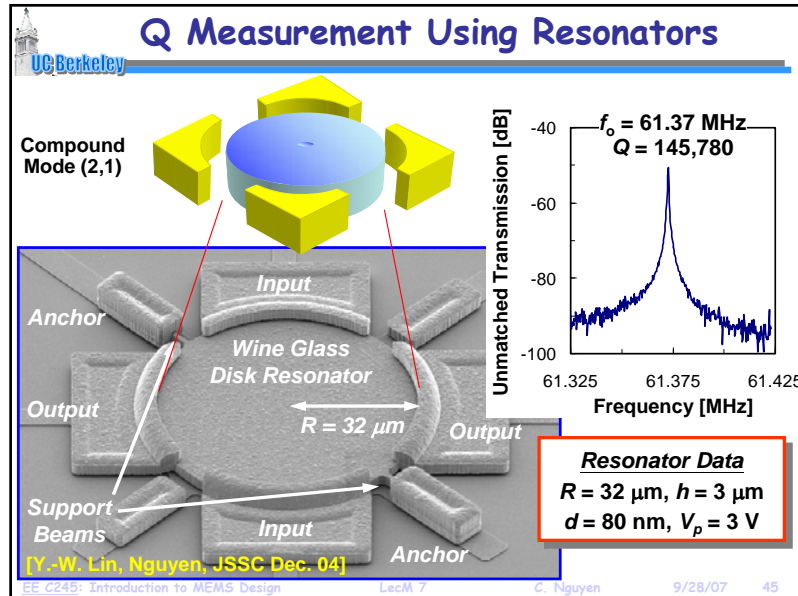 Q Measurement Using Resonators
UC Berkeley
Compound
Mode (2,1)
Input
Anchor
Wine Glass
Disk Resonator
Output
R = 32 μm
Output
Support
Beams
Input
Anchor
[Y.-W. Lin, Nguyen, JSSC Dec. 04]
Unmatched Transmission [dB]
-40
-60
-80
-100
fo = 61.37 MHz
Q = 145,780
61.325
61.375
61.425
Frequency [MHz]
Resonator Data
R = 32 μm, h = 3 μm
d = 80 nm, Vp = 3 V
EE C245: Introduction to MEMS Design LecM 7 C. Nguyen 9/28/07 45